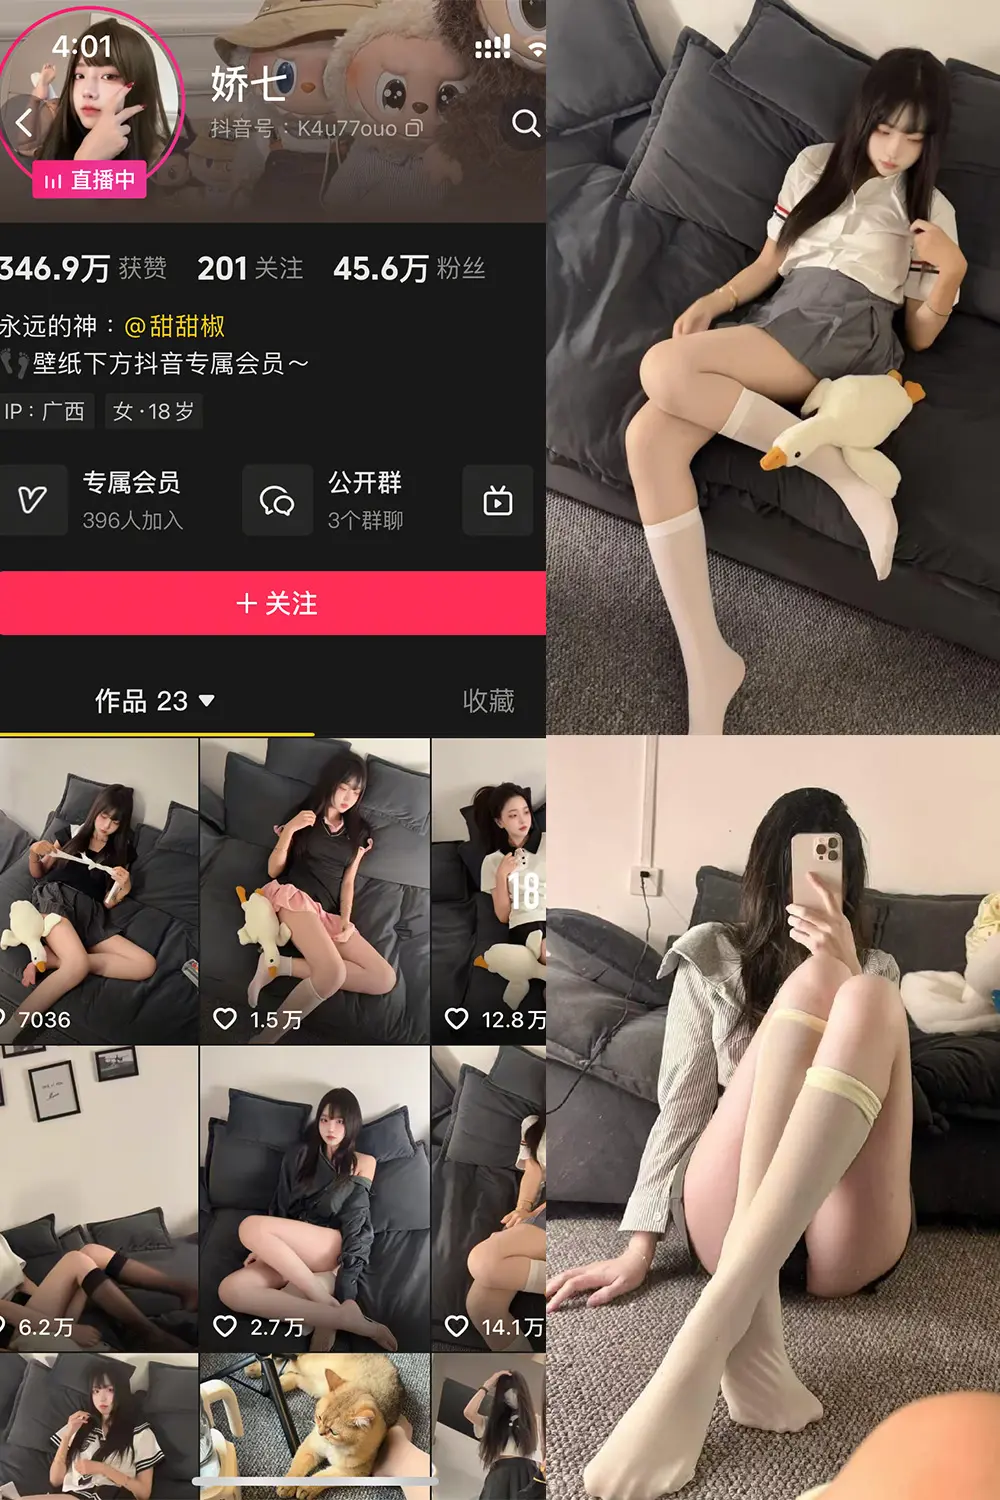 4:01
娇七
抖音号：K4u77ouo
直播中
346.9万 获赞 201 关注 45.6万 粉丝
永远的神：@甜甜椒
👣壁纸下方抖音专属会员～
IP：广西 女·18岁
专属会员 公开群
396人加入 3个群聊
＋关注
作品 23 收藏
18
7036 1.5万 12.8万
6.2万 2.7万 14.1万